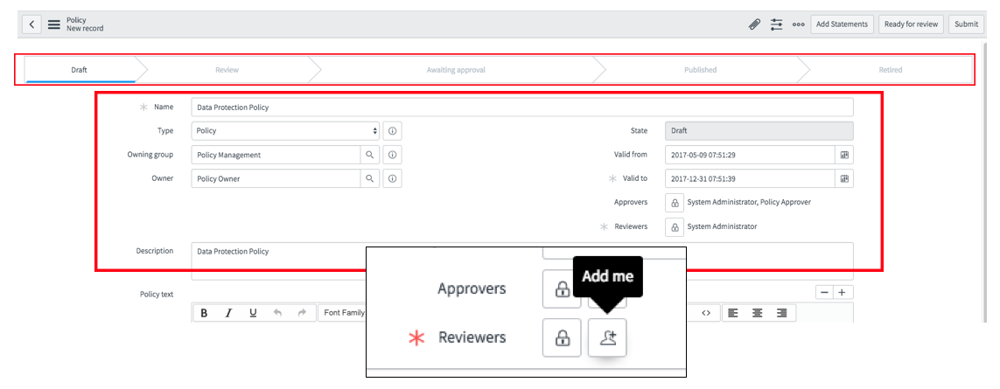 Policy
New record
Add Statements
Ready for review
Submit
Draft
Review
Awaiting approval
Published
Retired
Name
Data Protection Policy
Type
Policy
State
Draft
Owning group
Policy Management
Valid from
2017-05-09 07:51:29
Owner
Policy Owner
Valid to
2017-12-31 07:51:39
Approvers
System Administrator, Policy Approver
Reviewers
System Administrator
Description
Data Protection Policy
Policy text
B I U
Font Family
Approvers
Add me
Reviewers